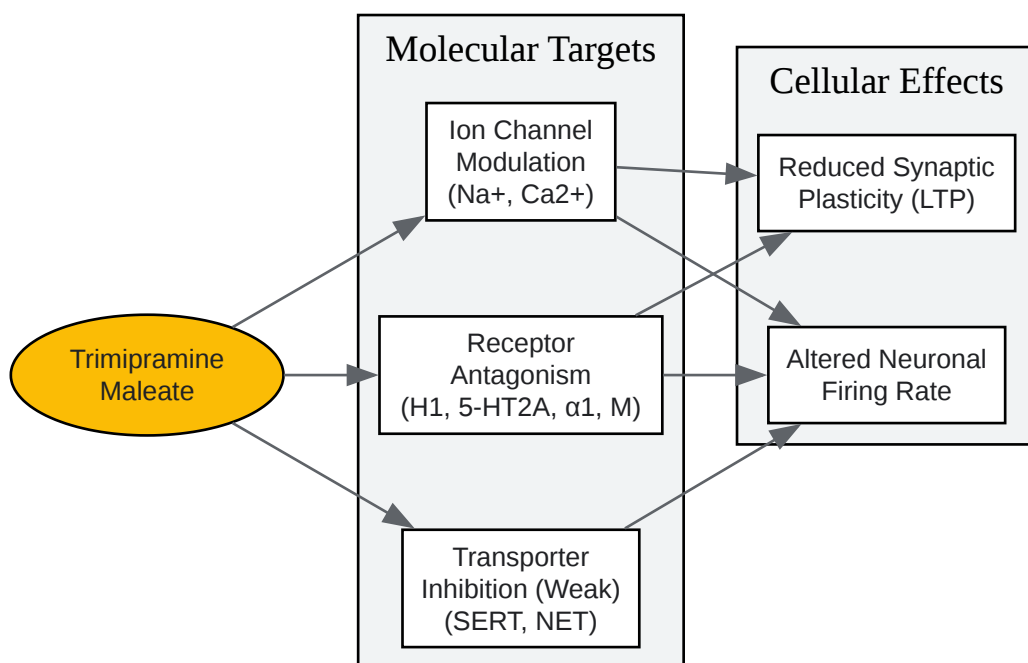 Molecular Targets
Cellular Effects
Ion Channel
Modulation
(Na+, Ca2+)
Reduced Synaptic
Plasticity (LTP)
Trimipramine
Maleate
Receptor
Antagonism
(H1, 5-HT2A, α1, M)
Altered Neuronal
Firing Rate
Transporter
Inhibition (Weak)
(SERT, NET)